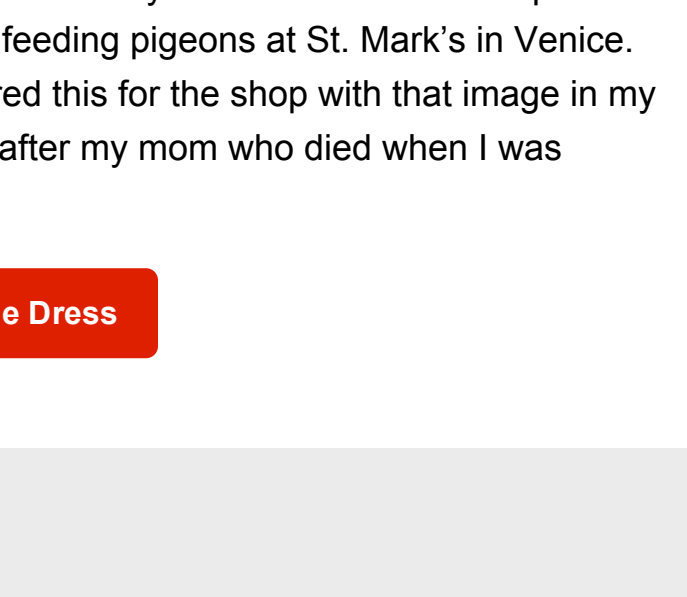 feeding pigeons at St. Mark’s in Venice.
this for the shop with that image in my
after my mom who died when I was
Dress